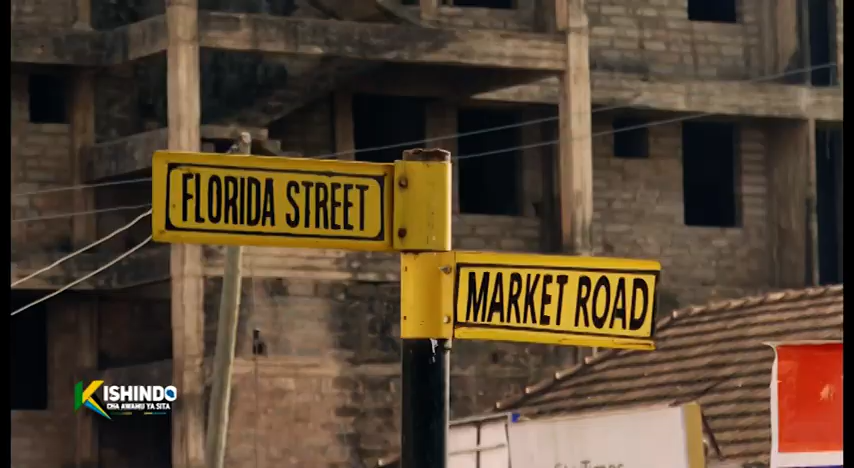 FLORIDA STREET
MARKET ROAD
KISHINDO
CHA AWAMU YA SITA